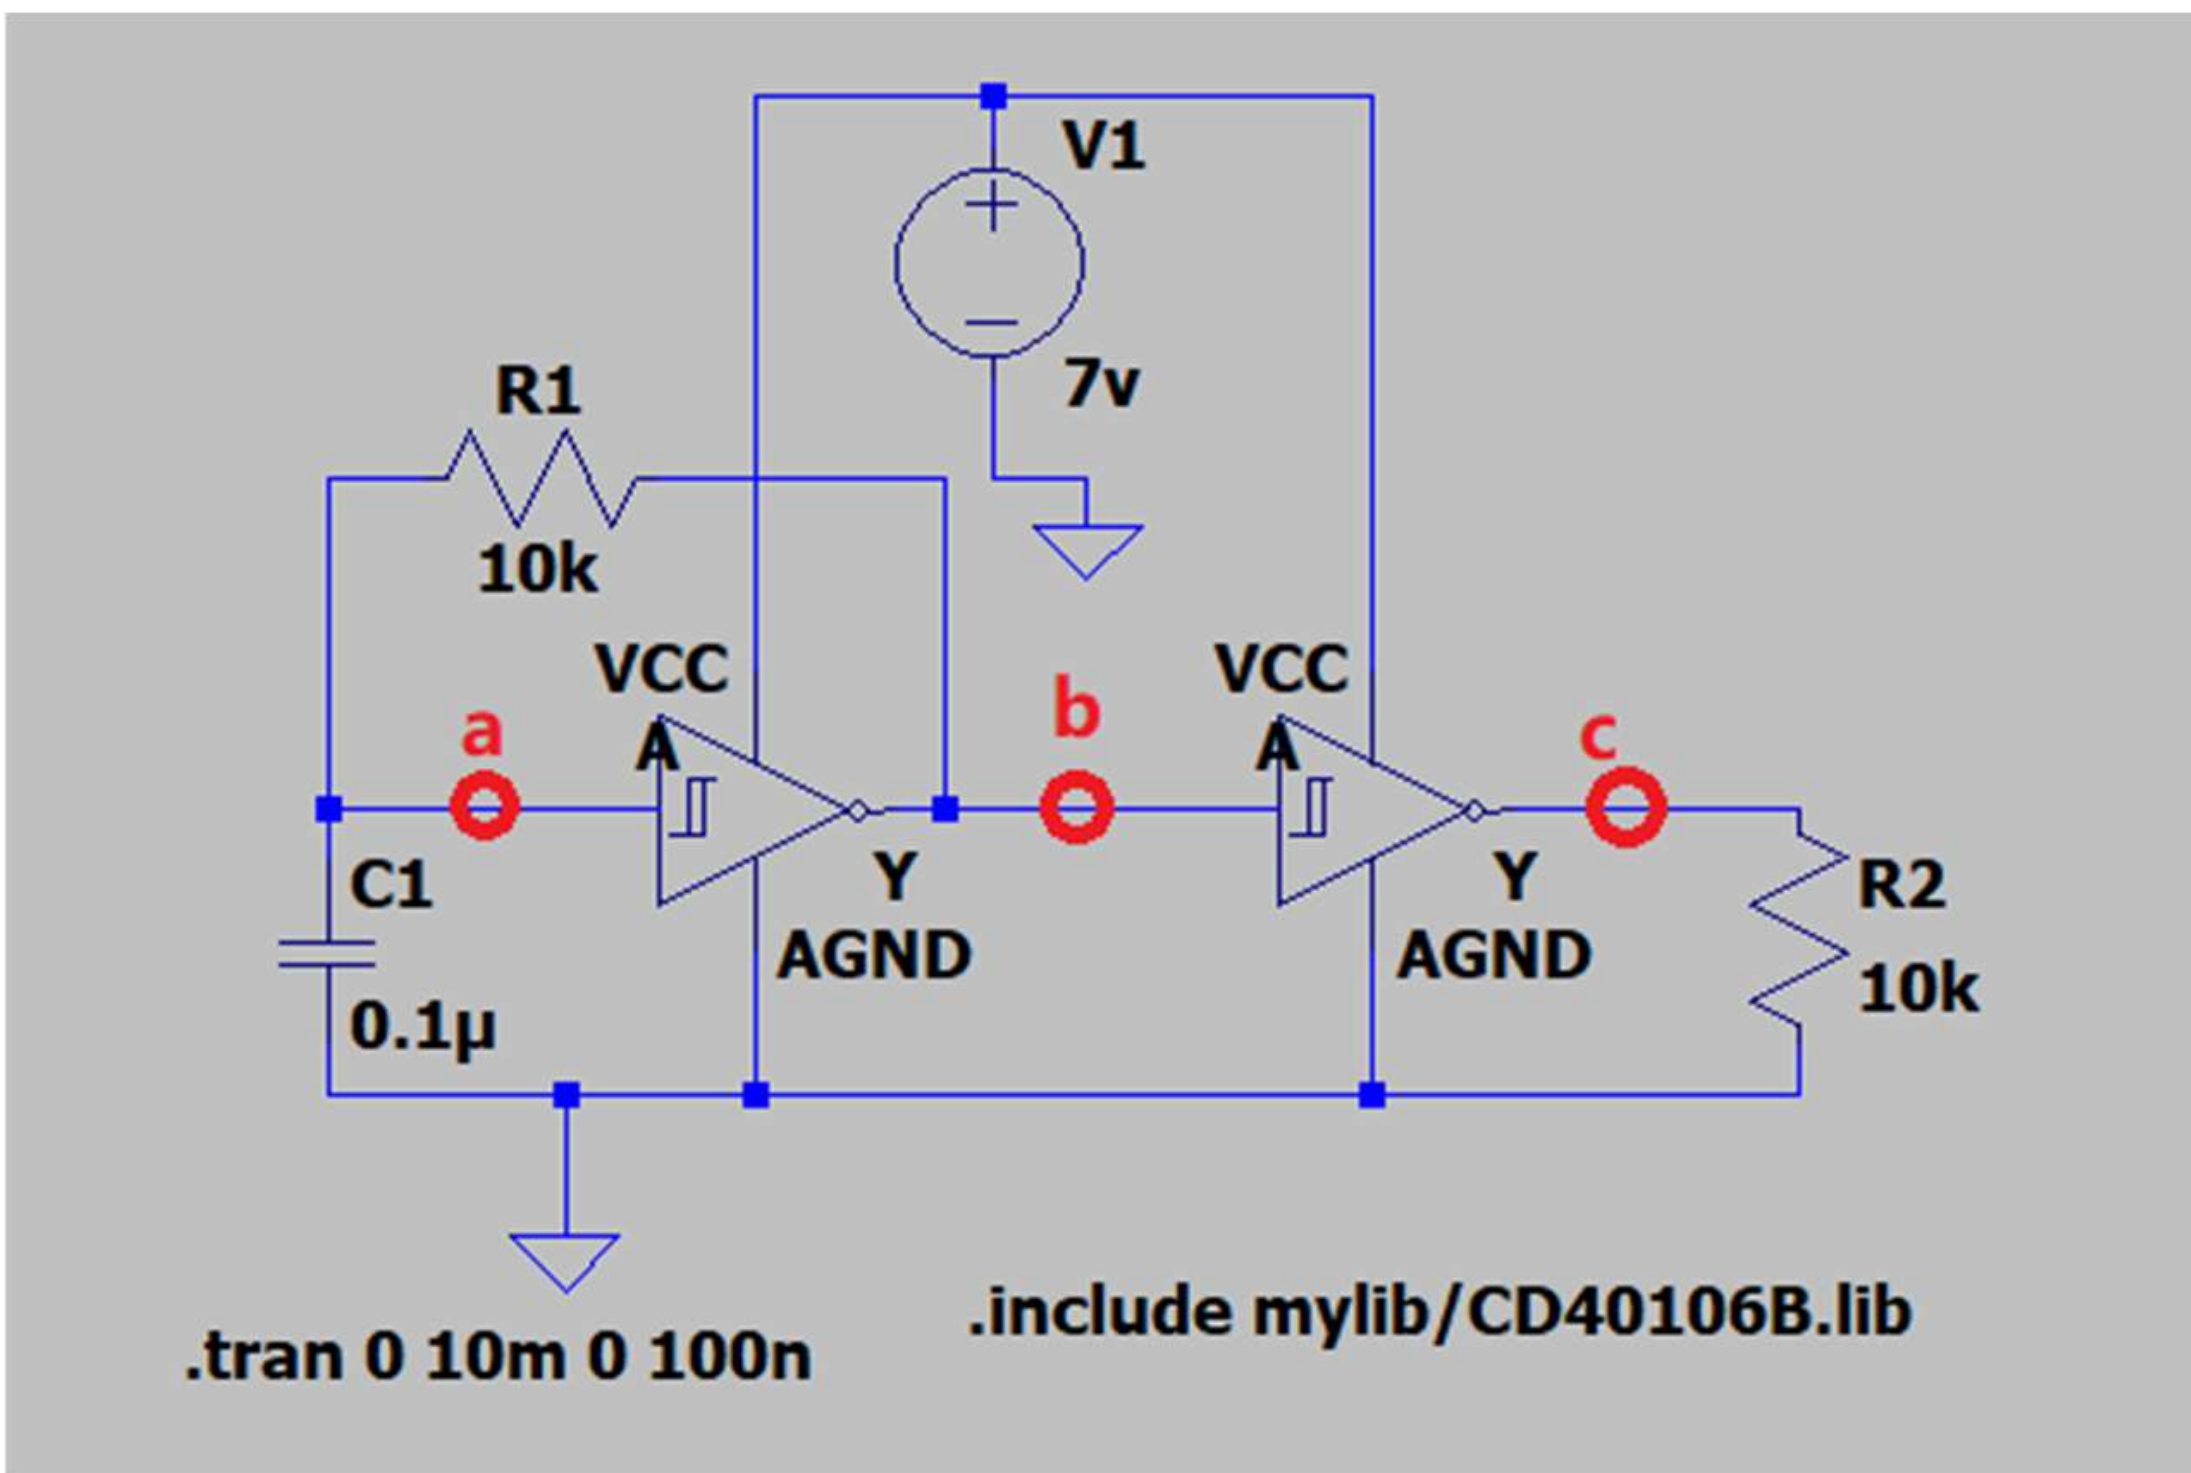 V1
7v
R1
10k
VCC
VCC
a
A
b
A
c
C1
Y
Y
R2
AGND
AGND
10k
0.1µ
.include mylib/CD40106B.lib
.tran 0 10m 0 100n